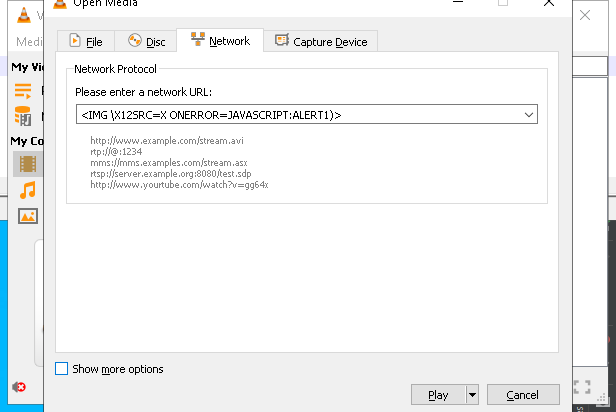 Open Media
Medi
File
Disc
Network
Capture Device
My Vi
Network Protocol
Please enter a network URL:
<IMG \X12SRC=X ONERROR=JAVASCRIPT:ALERT1)>
http://www.example.com/stream.avi
rtp://@:1234
mms://mms.examples.com/stream.asx
rtsp://server.example.org:8080/test.sdp
http://www.yourtube.com/watch?v=gg64x
My Co
Show more options
Play
Cancel